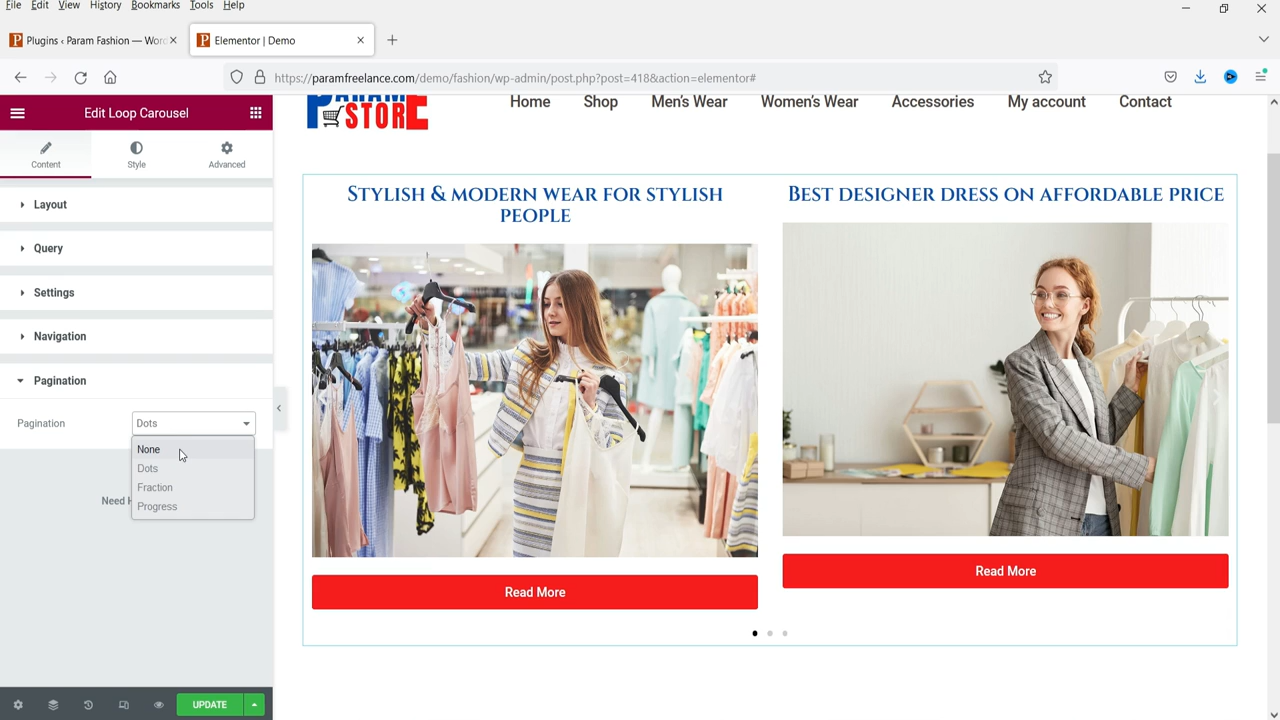 File Edit View History Bookmarks Tools Help
Plugins ‹ Param Fashion — Wor
Elementor | Demo
https://paramfreelance.com/demo/fashion/wp-admin/post.php?post=418&action=elementor#
Edit Loop Carousel
Content Style Advanced
Layout
Query
Settings
Navigation
Pagination
Pagination Dots
None
Dots
Fraction
Progress
Need
UPDATE
PARAM
STORE
Home Shop Men's Wear Women's Wear Accessories My account Contact
Stylish & modern wear for stylish
people
Read More
Best designer dress on affordable price
Read More